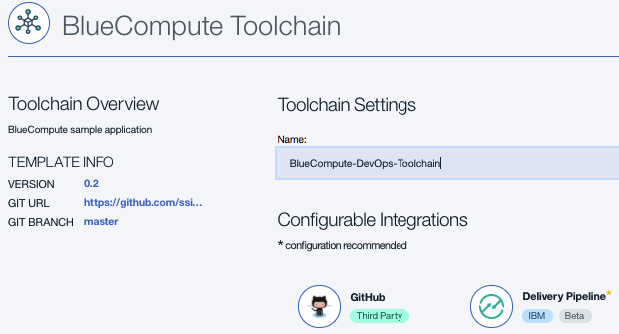 BlueCompute Toolchain
Toolchain Overview
BlueCompute sample application
TEMPLATE INFO
VERSION 0.2
GIT URL https://github.com/ssi...
GIT BRANCH master
Toolchain Settings
Name:
BlueCompute-DevOps-Toolchain
Configurable Integrations
* configuration recommended
GitHub
Third Party
Delivery Pipeline*
IBM Beta